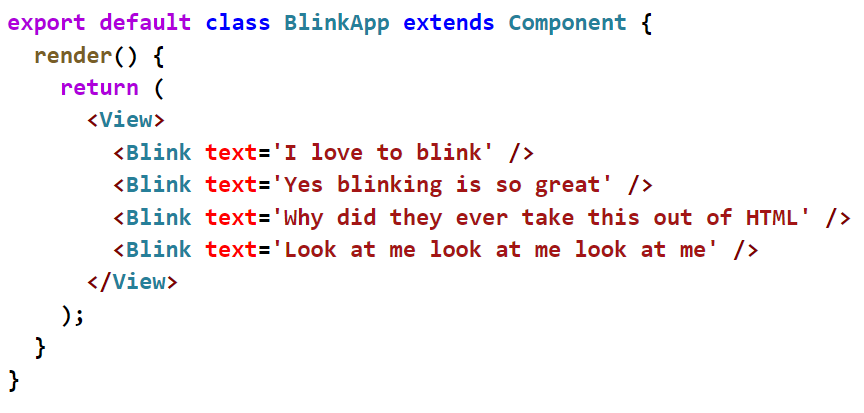 export default class BlinkApp extends Component {
  render() {
    return (
      <View>
        <Blink text='I love to blink' />
        <Blink text='Yes blinking is so great' />
        <Blink text='Why did they ever take this out of HTML' />
        <Blink text='Look at me look at me look at me' />
      </View>
    );
  }
}